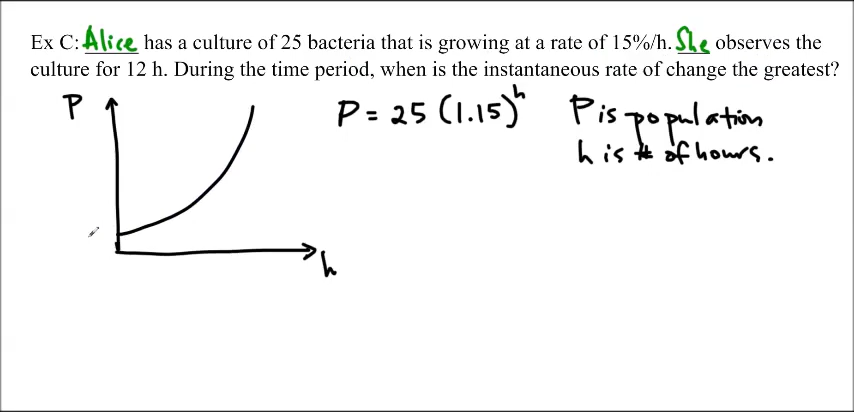 Ex C: Alice has a culture of 25 bacteria that is growing at a rate of 15%/h. She observes the
culture for 12 h. During the time period, when is the instantaneous rate of change the greatest?
P
P = 25 (1.15)^h
P is population
h is # of hours.
h